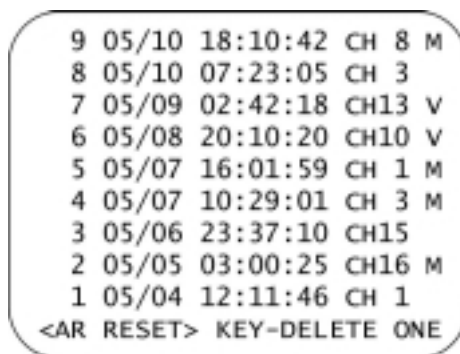 9 05/10 18:10:42 CH 8 M
8 05/10 07:23:05 CH 3
7 05/09 02:42:18 CH13 V
6 05/08 20:10:20 CH10 V
5 05/07 16:01:59 CH 1 M
4 05/07 10:29:01 CH 3 M
3 05/06 23:37:10 CH15
2 05/05 03:00:25 CH16 M
1 05/04 12:11:46 CH 1
<AR RESET> KEY-DELETE ONE